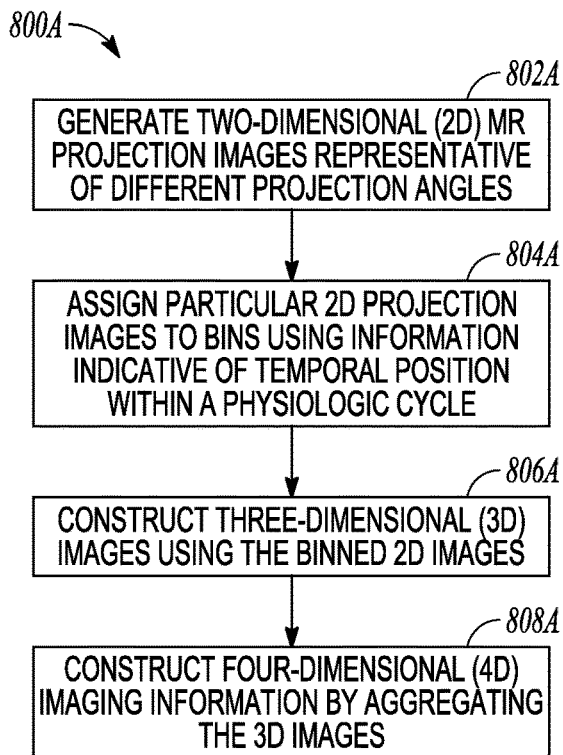 800A
802A
GENERATE TWO-DIMENSIONAL (2D) MR
PROJECTION IMAGES REPRESENTATIVE
OF DIFFERENT PROJECTION ANGLES
804A
ASSIGN PARTICULAR 2D PROJECTION
IMAGES TO BINS USING INFORMATION
INDICATIVE OF TEMPORAL POSITION
WITHIN A PHYSIOLOGIC CYCLE
806A
CONSTRUCT THREE-DIMENSIONAL (3D)
IMAGES USING THE BINNED 2D IMAGES
808A
CONSTRUCT FOUR-DIMENSIONAL (4D)
IMAGING INFORMATION BY AGGREGATING
THE 3D IMAGES